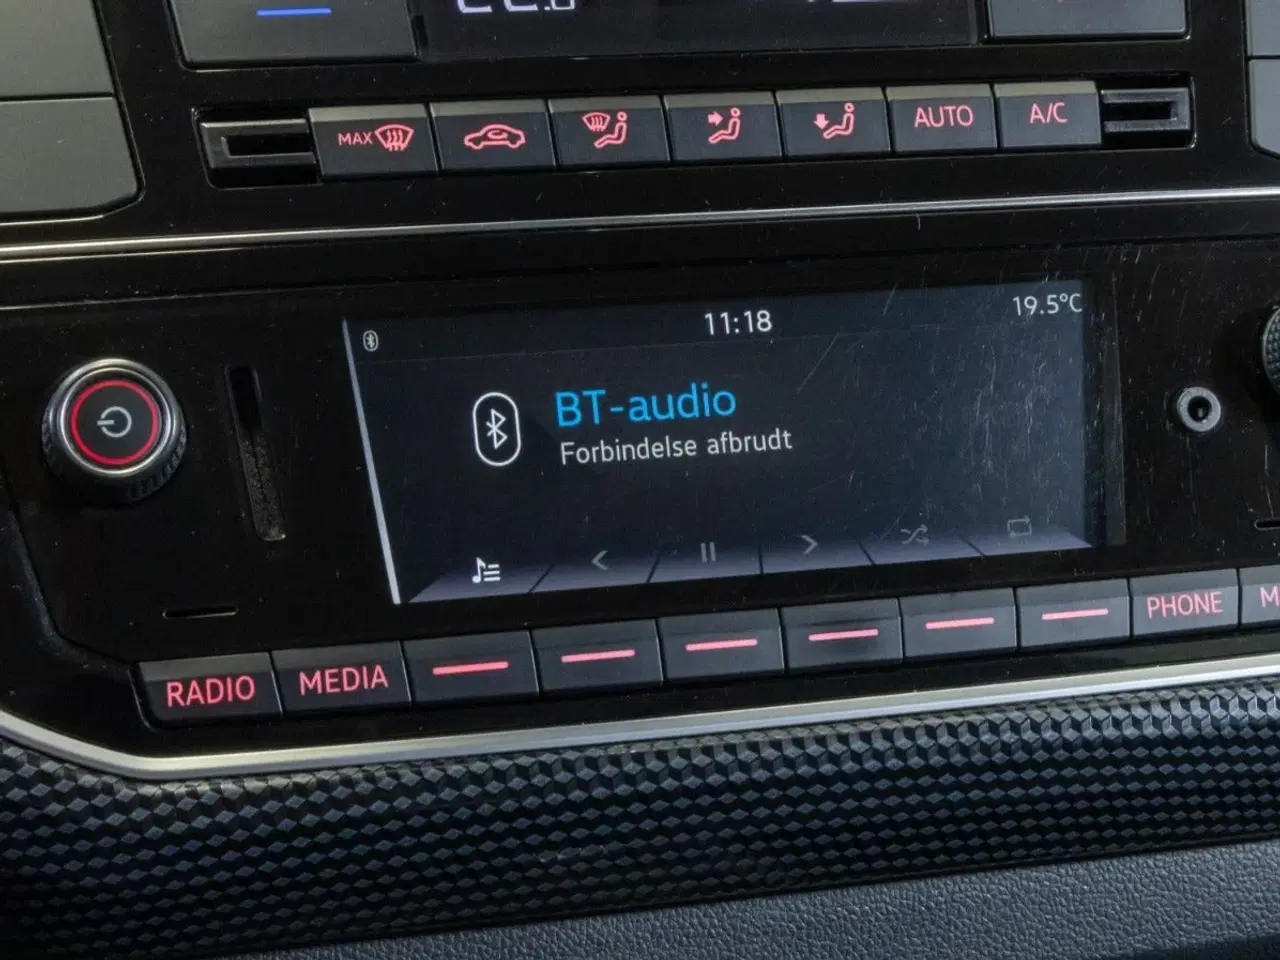 MAX
AUTO
A/C
11:18
19.5°C
BT-audio
Forbindelse afbrudt
RADIO
MEDIA
PHONE